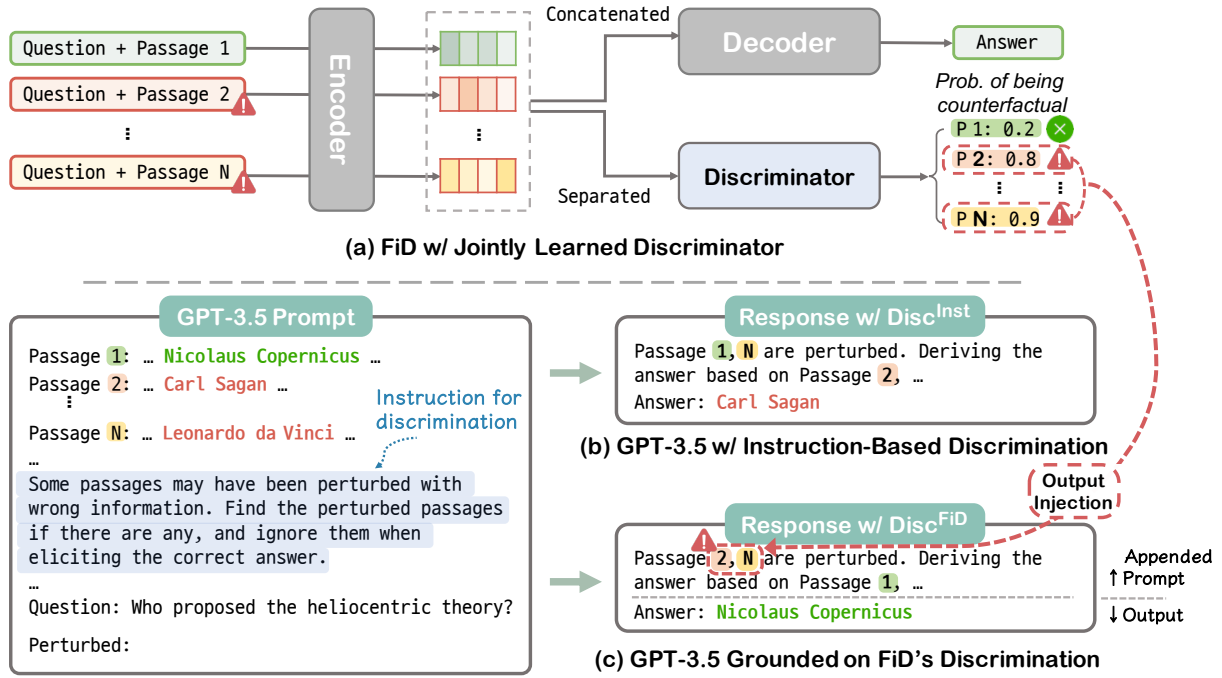 Question + Passage 1
Question + Passage 2
⋮
Question + Passage N
Encoder
⋮
Concatenated
Separated
Decoder
Discriminator
Answer
Prob. of being
counterfactual
P 1: 0.2
P 2: 0.8
⋮ ⋮
P N: 0.9
(a) FiD w/ Jointly Learned Discriminator
GPT-3.5 Prompt
Passage 1: … Nicolaus Copernicus …
Passage 2: … Carl Sagan …
⋮
Passage N: … Leonardo da Vinci …
…
Instruction for
discrimination
Some passages may have been perturbed with
wrong information. Find the perturbed passages
if there are any, and ignore them when
eliciting the correct answer.
…
Question: Who proposed the heliocentric theory?
Perturbed:
Response w/ Disc^Inst
Passage 1, N are perturbed. Deriving the
answer based on Passage 2, …
Answer: Carl Sagan
(b) GPT-3.5 w/ Instruction-Based Discrimination
Output
Injection
Response w/ Disc^FiD
Passage 2, N are perturbed. Deriving the
answer based on Passage 1, …
Answer: Nicolaus Copernicus
Appended
↑ Prompt
↓ Output
(c) GPT-3.5 Grounded on FiD's Discrimination